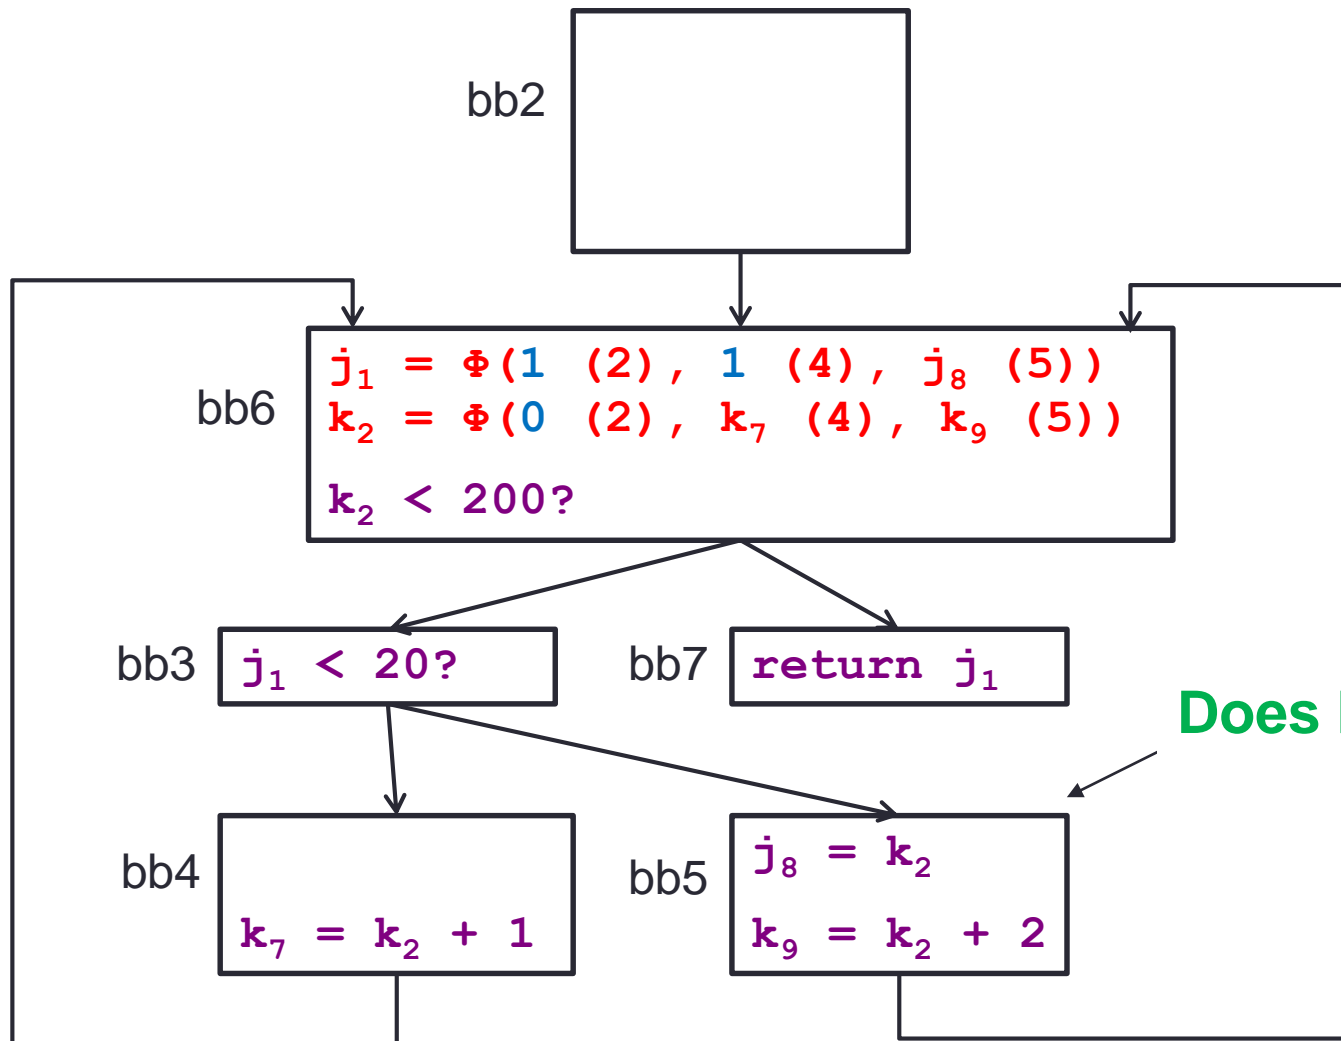 bb2
j₁ = Φ(1 (2), 1 (4), j₈ (5))
bb6
k₂ = Φ(0 (2), k₇ (4), k₉ (5))
k₂ < 200?
bb3
j₁ < 20?
bb7
return j₁
Does
bb4
k₇ = k₂ + 1
bb5
j₈ = k₂
k₉ = k₂ + 2